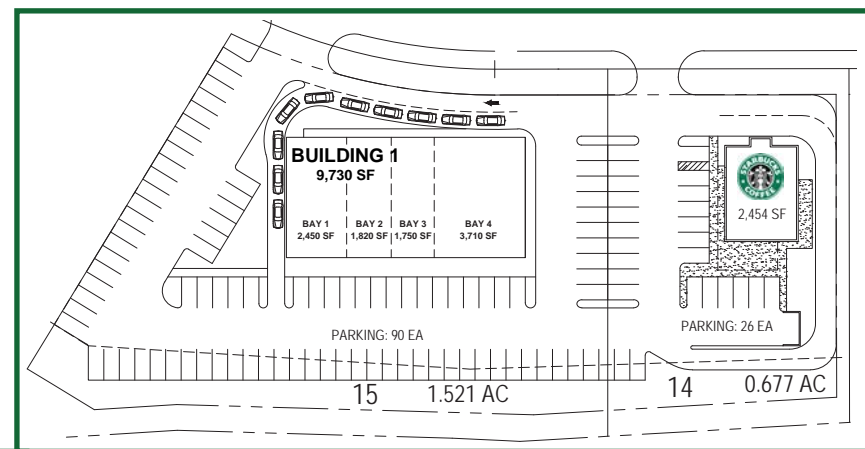 BUILDING 1
9,730 SF
BAY 1
2,450 SF
BAY 2
1,820 SF
BAY 3
1,750 SF
BAY 4
3,710 SF
STARBUCKS
COFFEE
2,454 SF
PARKING: 90 EA
PARKING: 26 EA
15 1.521 AC
14 0.677 AC